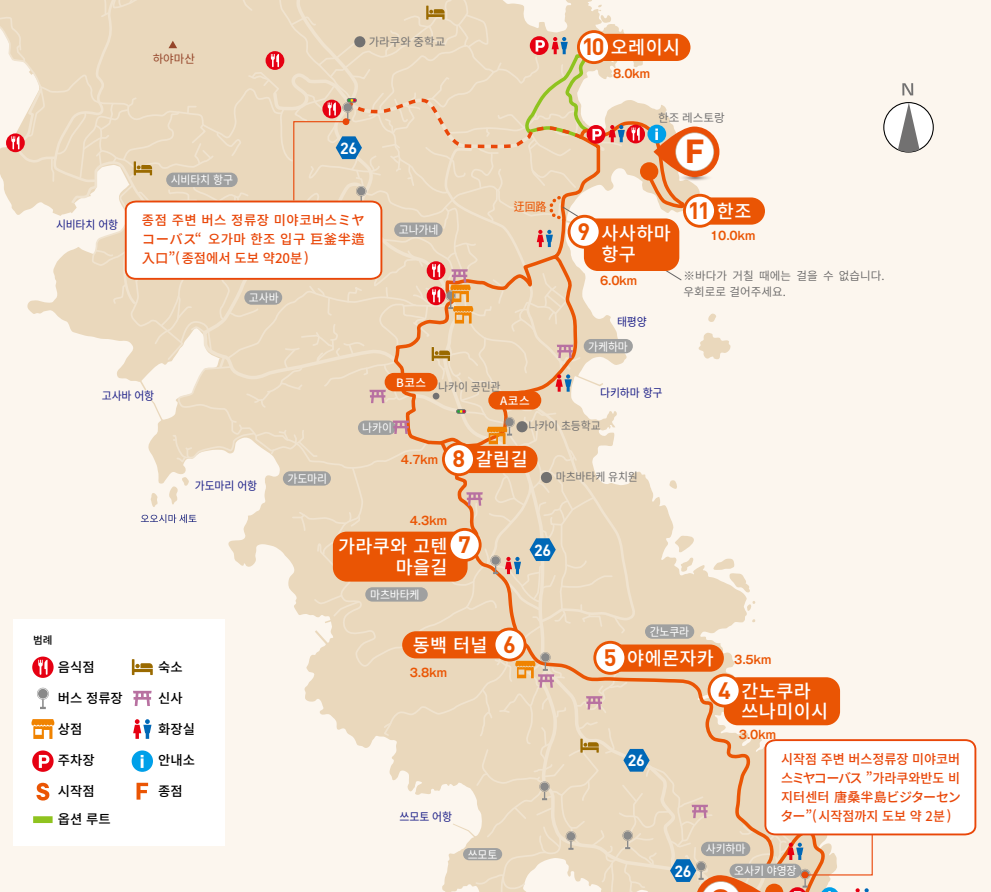 가라쿠와 중학교
하야마산
P
10 오레이시
8.0km
N
한조 레스토랑
P
i
F
26
시비타치 항구
11 한조
10.0km
迂回路
시비타치 어항
종점 주변 버스 정류장 미야코버스ミヤ
コーバス“ 오가마 한조 입구 巨釜半造
入口”(종점에서 도보 약20분)
고나가네
9 사사하마
항구
6.0km
※바다가 거칠 때에는 걸을 수 없습니다.
우회로로 걸어주세요.
고사바
태평양
가케하마
B코스
나카이 공민관
A코스
다키하마 항구
고사바 어항
나카이
나카이 초등학교
4.7km
8 갈림길
가도마리
마츠바타케 유치원
가도마리 어항
오오시마 세토
4.3km
가라쿠와 고텐
마을길
7
26
마츠바타케
간노쿠라
동백 터널 6
3.8km
5 야에몬자카
3.5km
4 간노쿠라
쓰나미이시
3.0km
범례
음식점
숙소
버스 정류장
신사
상점
화장실
P 주차장
i 안내소
S 시작점
F 종점
옵션 루트
26
시작점 주변 버스정류장 미야코버
스ミヤコーバス ”가라쿠와반도 비
지터센터 唐桑半島ビジターセン
ター”(시작점까지 도보 약 2분)
쓰모토 어항
쓰모토
사키하마
26
오사키 야영장